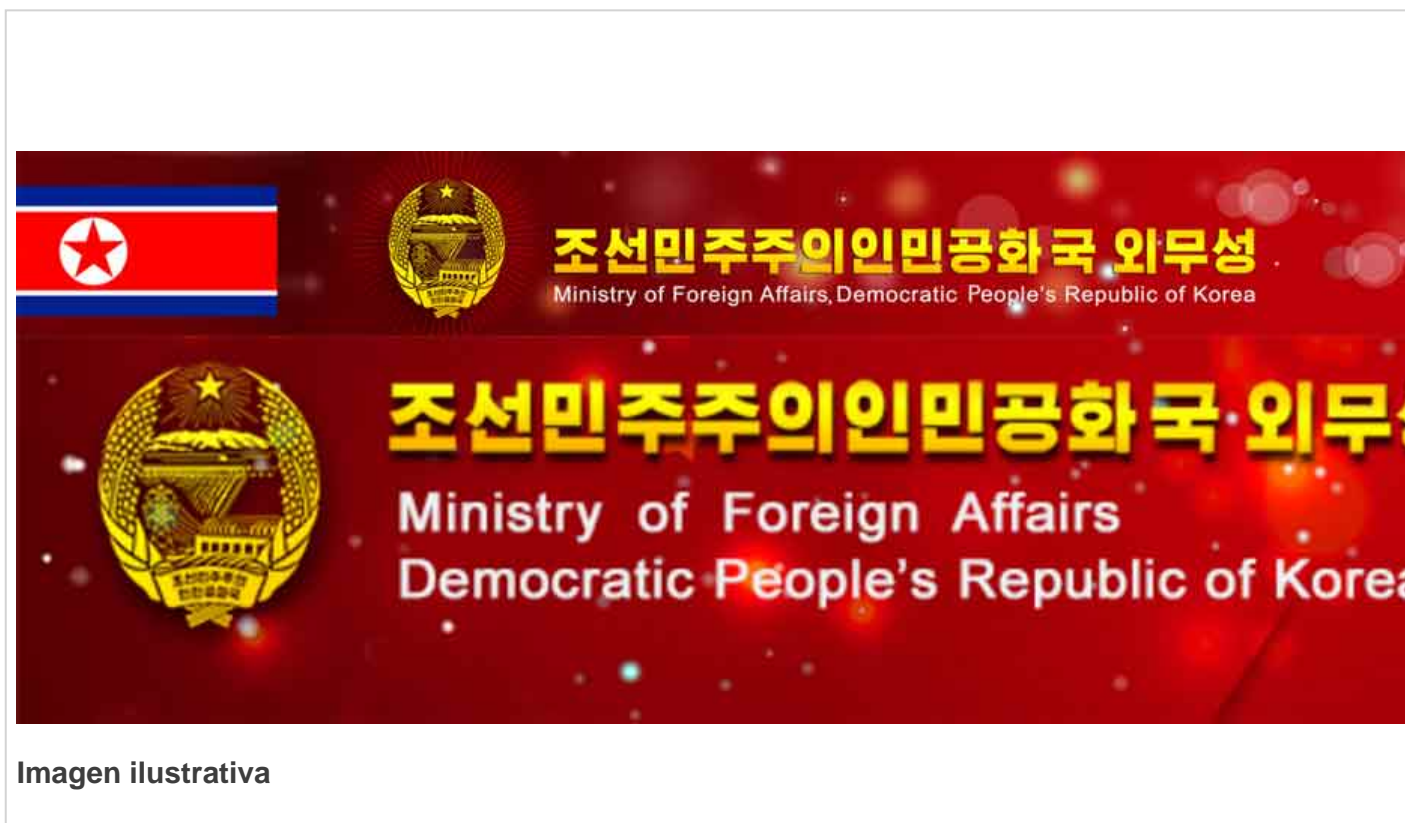 조선민주주의인민공화국 외무성
Ministry of Foreign Affairs, Democratic People's Republic of Korea
조선민주주의인민공화국 외무
Ministry of Foreign Affairs
Democratic People's Republic of Korea
Imagen ilustrativa